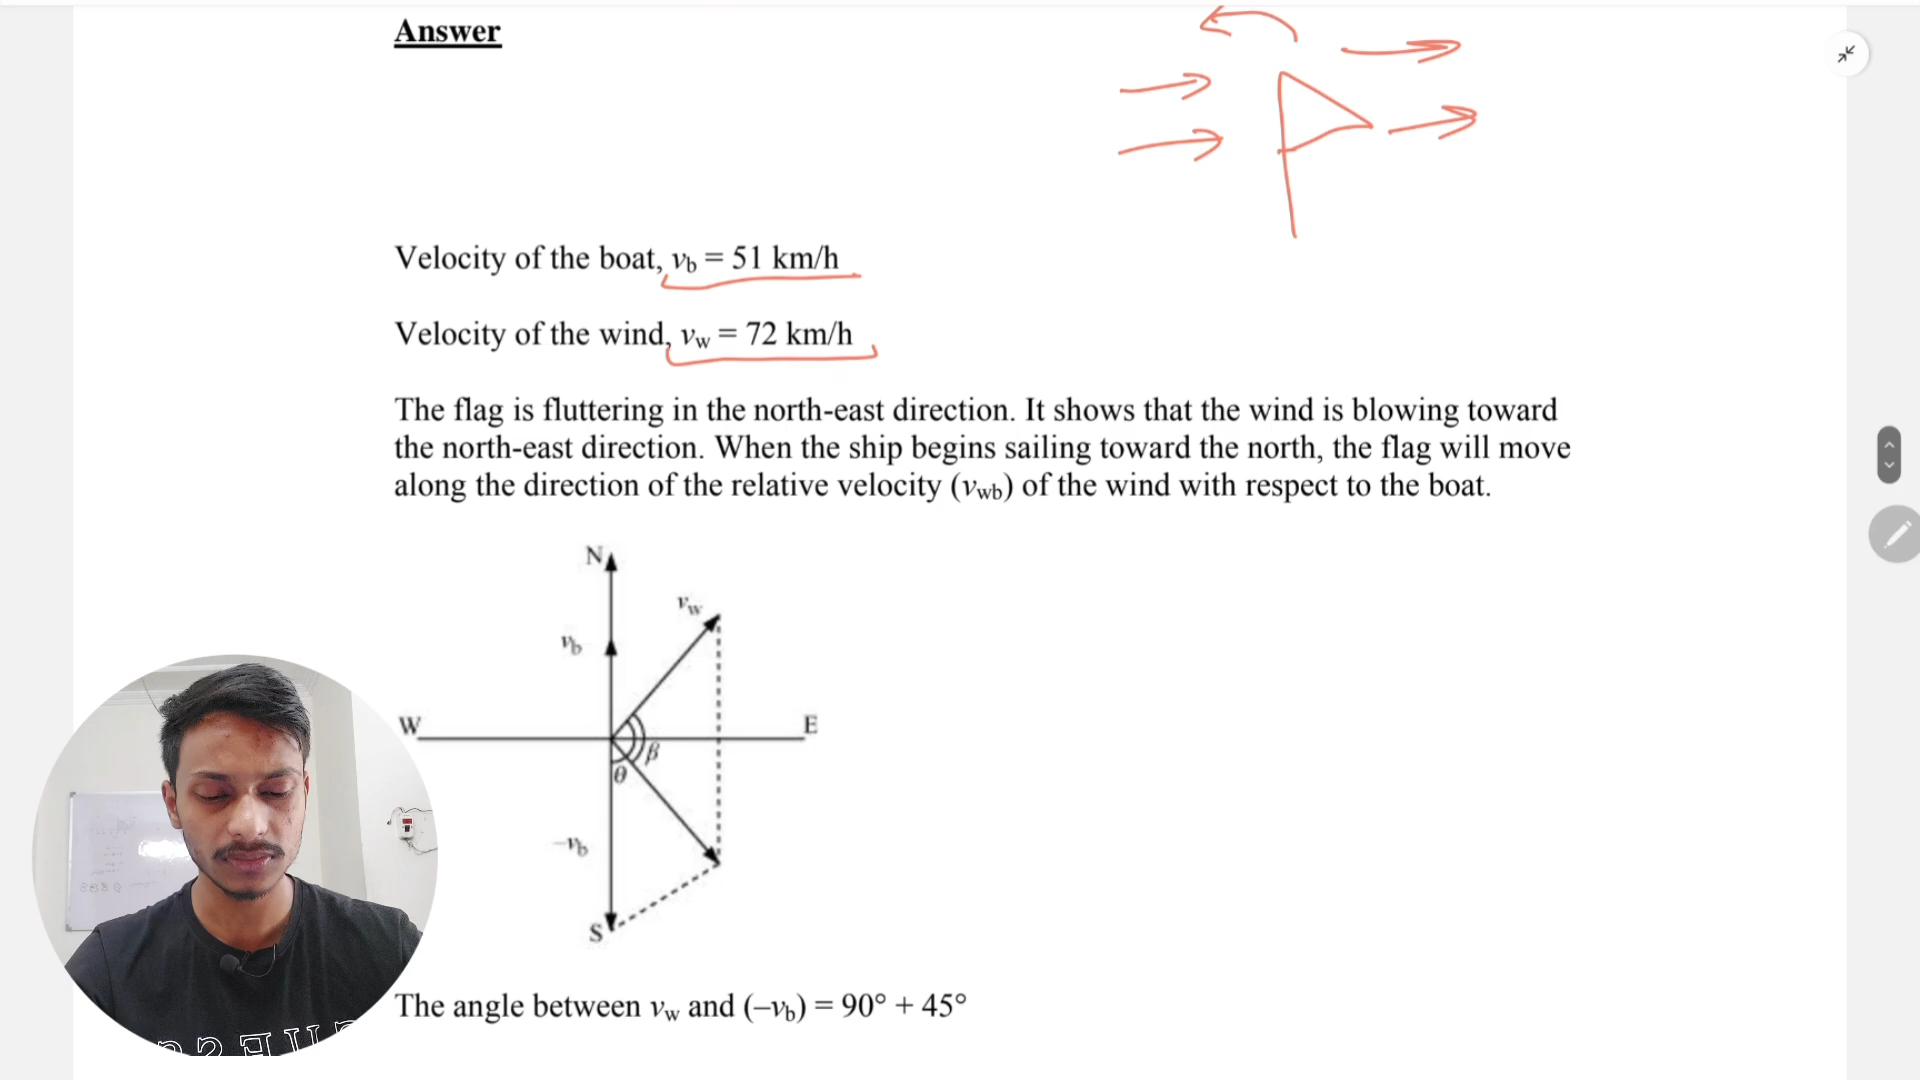 Answer
Velocity of the boat, vb = 51 km/h
Velocity of the wind, vw = 72 km/h
The flag is fluttering in the north-east direction. It shows that the wind is blowing toward
the north-east direction. When the ship begins sailing toward the north, the flag will move
along the direction of the relative velocity (vwb) of the wind with respect to the boat.
N
vw
vb
W
E
β
θ
–vb
S
The angle between vw and (–vb) = 90° + 45°